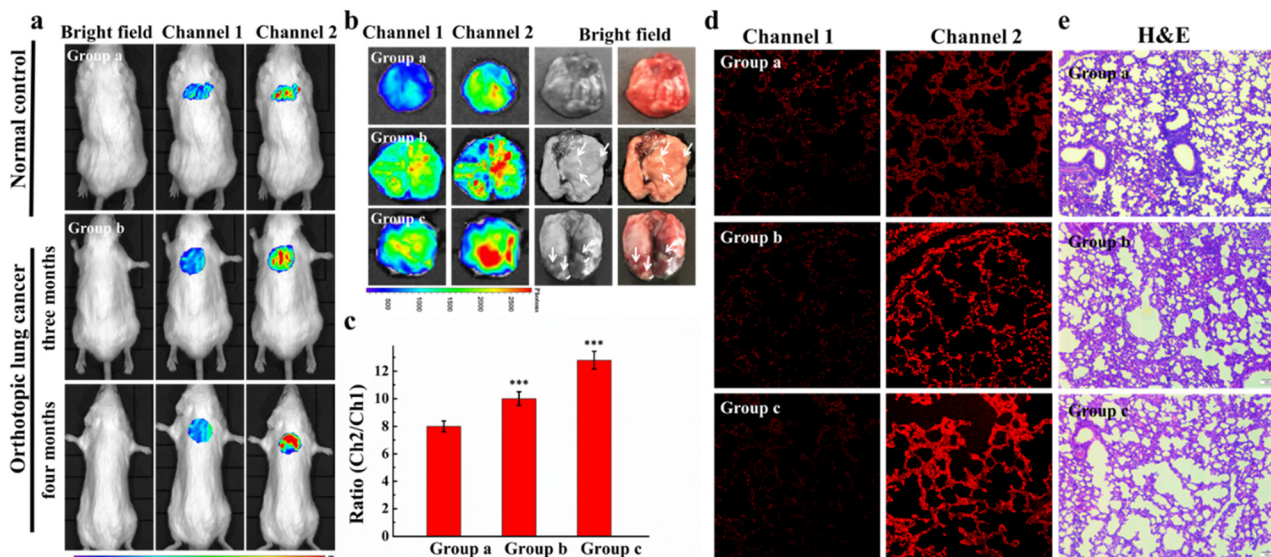 a
Bright field Channel 1 Channel 2
Normal control
Group a
Orthotopic lung cancer
three months
Group b
four months
b
Channel 1 Channel 2 Bright field
Group a
Group b
Group c
500 1000 1500 2000 2500
c
Ratio (Ch2/Ch1)
12
10
8
6
4
2
0
***
***
Group a Group b Group c
d
Channel 1 Channel 2
Group a
Group b
Group c
e
H&E
Group a
Group b
Group c